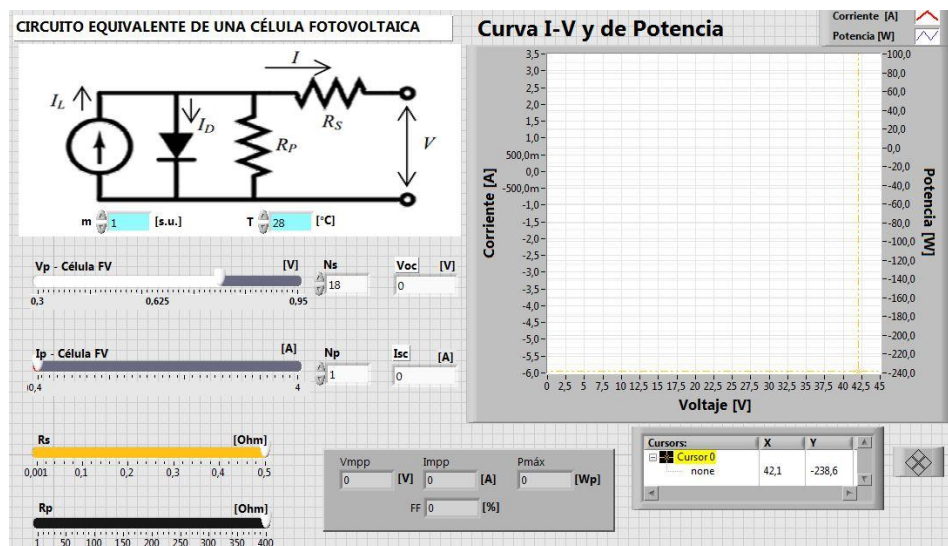 CIRCUITO EQUIVALENTE DE UNA CÉLULA FOTOVOLTAICA
I
I_L
I_D
R_P
R_S
V
m 1 [s.u.] T 28 [°C]
Vp - Célula FV [V] Ns Voc [V]
18 0
0,3 0,625 0,95
Ip - Célula FV [A] Np Isc [A]
1 0
0,4 4
Rs [Ohm]
0,001 0,1 0,2 0,3 0,4 0,5
Rp [Ohm]
1 50 100 150 200 250 300 350 400
Curva I-V y de Potencia
Corriente [A]
Potencia [W]
Corriente [A]
3,5
3,0
2,5
2,0
1,5
1,0
500,0m
0,0
-500,0m
-1,0
-1,5
-2,0
-2,5
-3,0
-3,5
-4,0
-4,5
-5,0
-5,5
-6,0
0 2,5 5 7,5 10 12,5 15 17,5 20 22,5 25 27,5 30 32,5 35 37,5 40 42,5 45
Voltaje [V]
100,0
80,0
60,0
40,0
20,0
0,0
-20,0
-40,0
-60,0
-80,0
-100,0
-120,0
-140,0
-160,0
-180,0
-200,0
-220,0
-240,0
Potencia [W]
Vmpp Impp Pmáx
0 [V] 0 [A] 0 [Wp]
FF 0 [%]
Cursors: X Y
Cursor 0
none 42,1 -238,6